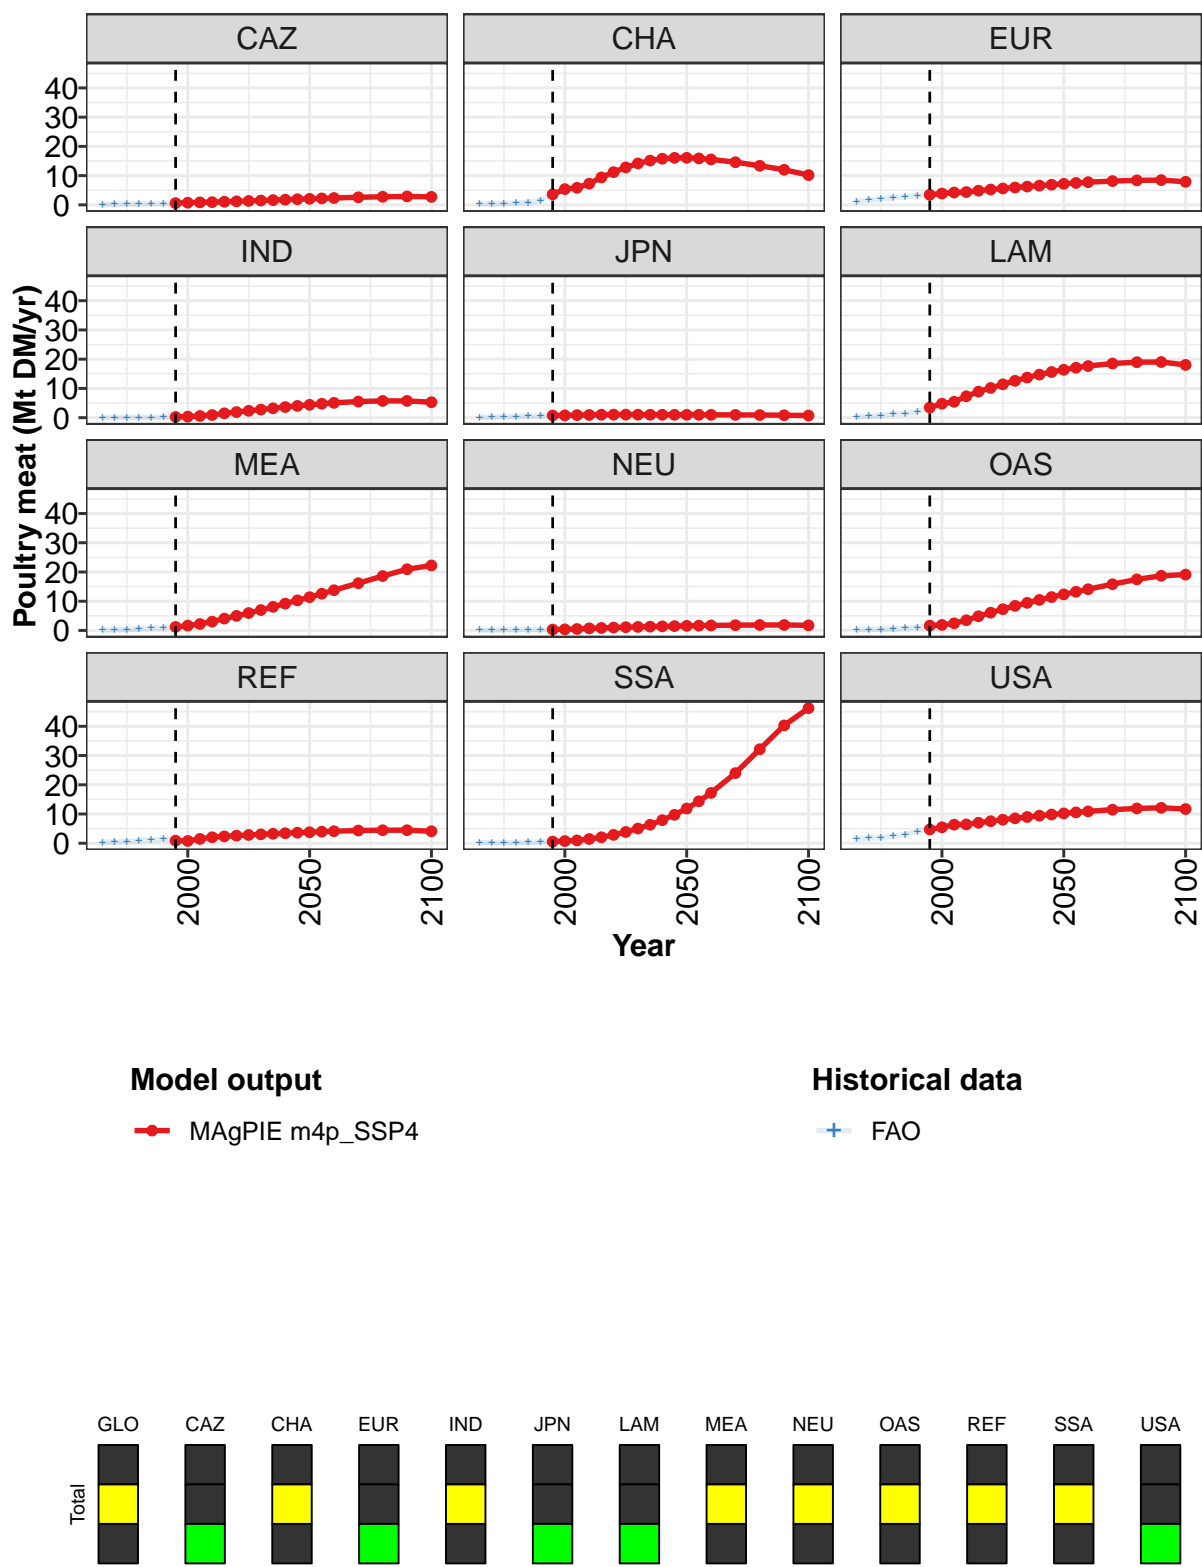 CAZ CHA EUR
40
30
20
10
0
IND JPN LAM
40
30
20
10
0
MEA NEU OAS
40
30
20
10
0
REF SSA USA
40
30
20
10
0
Poultry meat (Mt DM/yr)
2000 2050 2100 2000 2050 2100 2000 2050 2100
Year
Model output Historical data
MAgPIE m4p_SSP4 FAO
GLO CAZ CHA EUR IND JPN LAM MEA NEU OAS REF SSA USA
Total